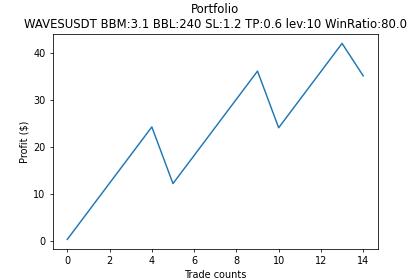 Portfolio
WAVESUSDT BBM:3.1 BBL:240 SL:1.2 TP:0.6 lev:10 WinRatio:80.0
40
30
20
10
0
Profit ($)
0 2 4 6 8 10 12 14
Trade counts